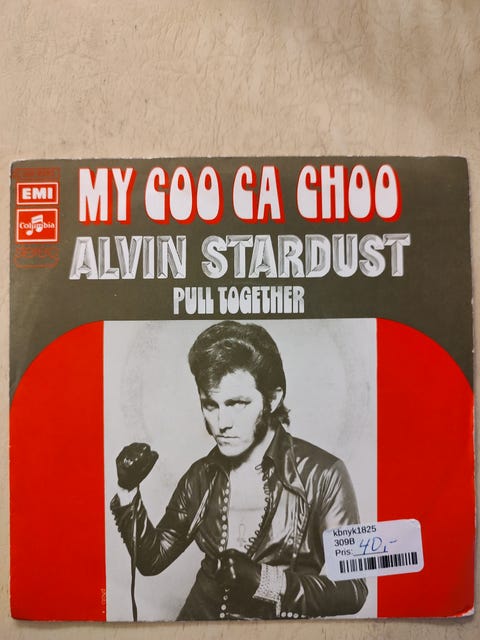 EMI
Columbia
MY COO CA CHOO
ALVIN STARDUST
PULL TOGETHER
kbnyk1825
309B
Pris: 40,-